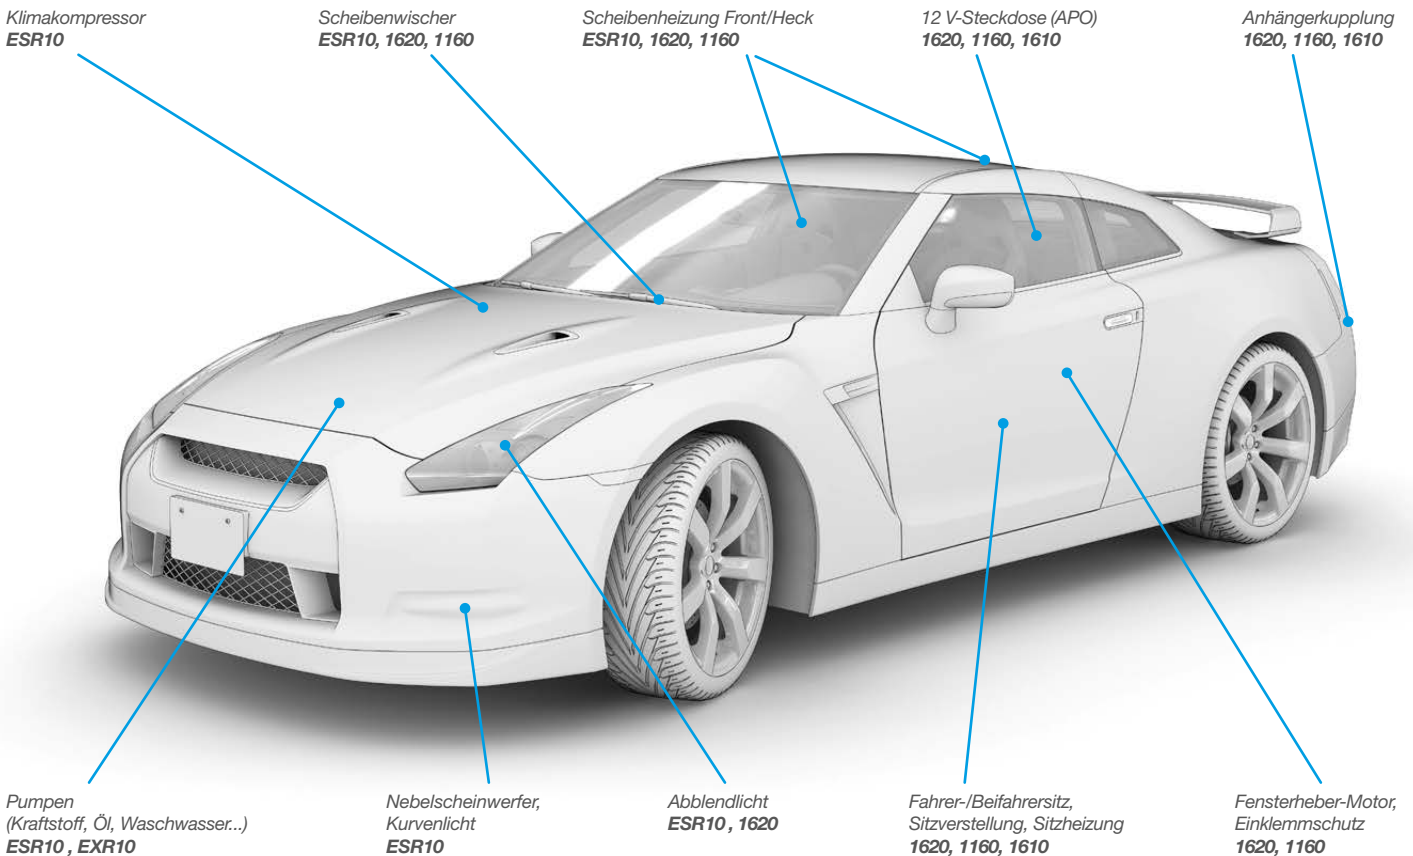 Klimakompressor
ESR10
Scheibenwischer
ESR10, 1620, 1160
Scheibenheizung Front/Heck
ESR10, 1620, 1160
12 V-Steckdose (APO)
1620, 1160, 1610
Anhängerkupplung
1620, 1160, 1610
Pumpen
(Kraftstoff, Öl, Waschwasser...)
ESR10 , EXR10
Nebelscheinwerfer,
Kurvenlicht
ESR10
Abblendlicht
ESR10 , 1620
Fahrer-/Beifahrersitz,
Sitzverstellung, Sitzheizung
1620, 1160, 1610
Fensterheber-Motor,
Einklemmschutz
1620, 1160